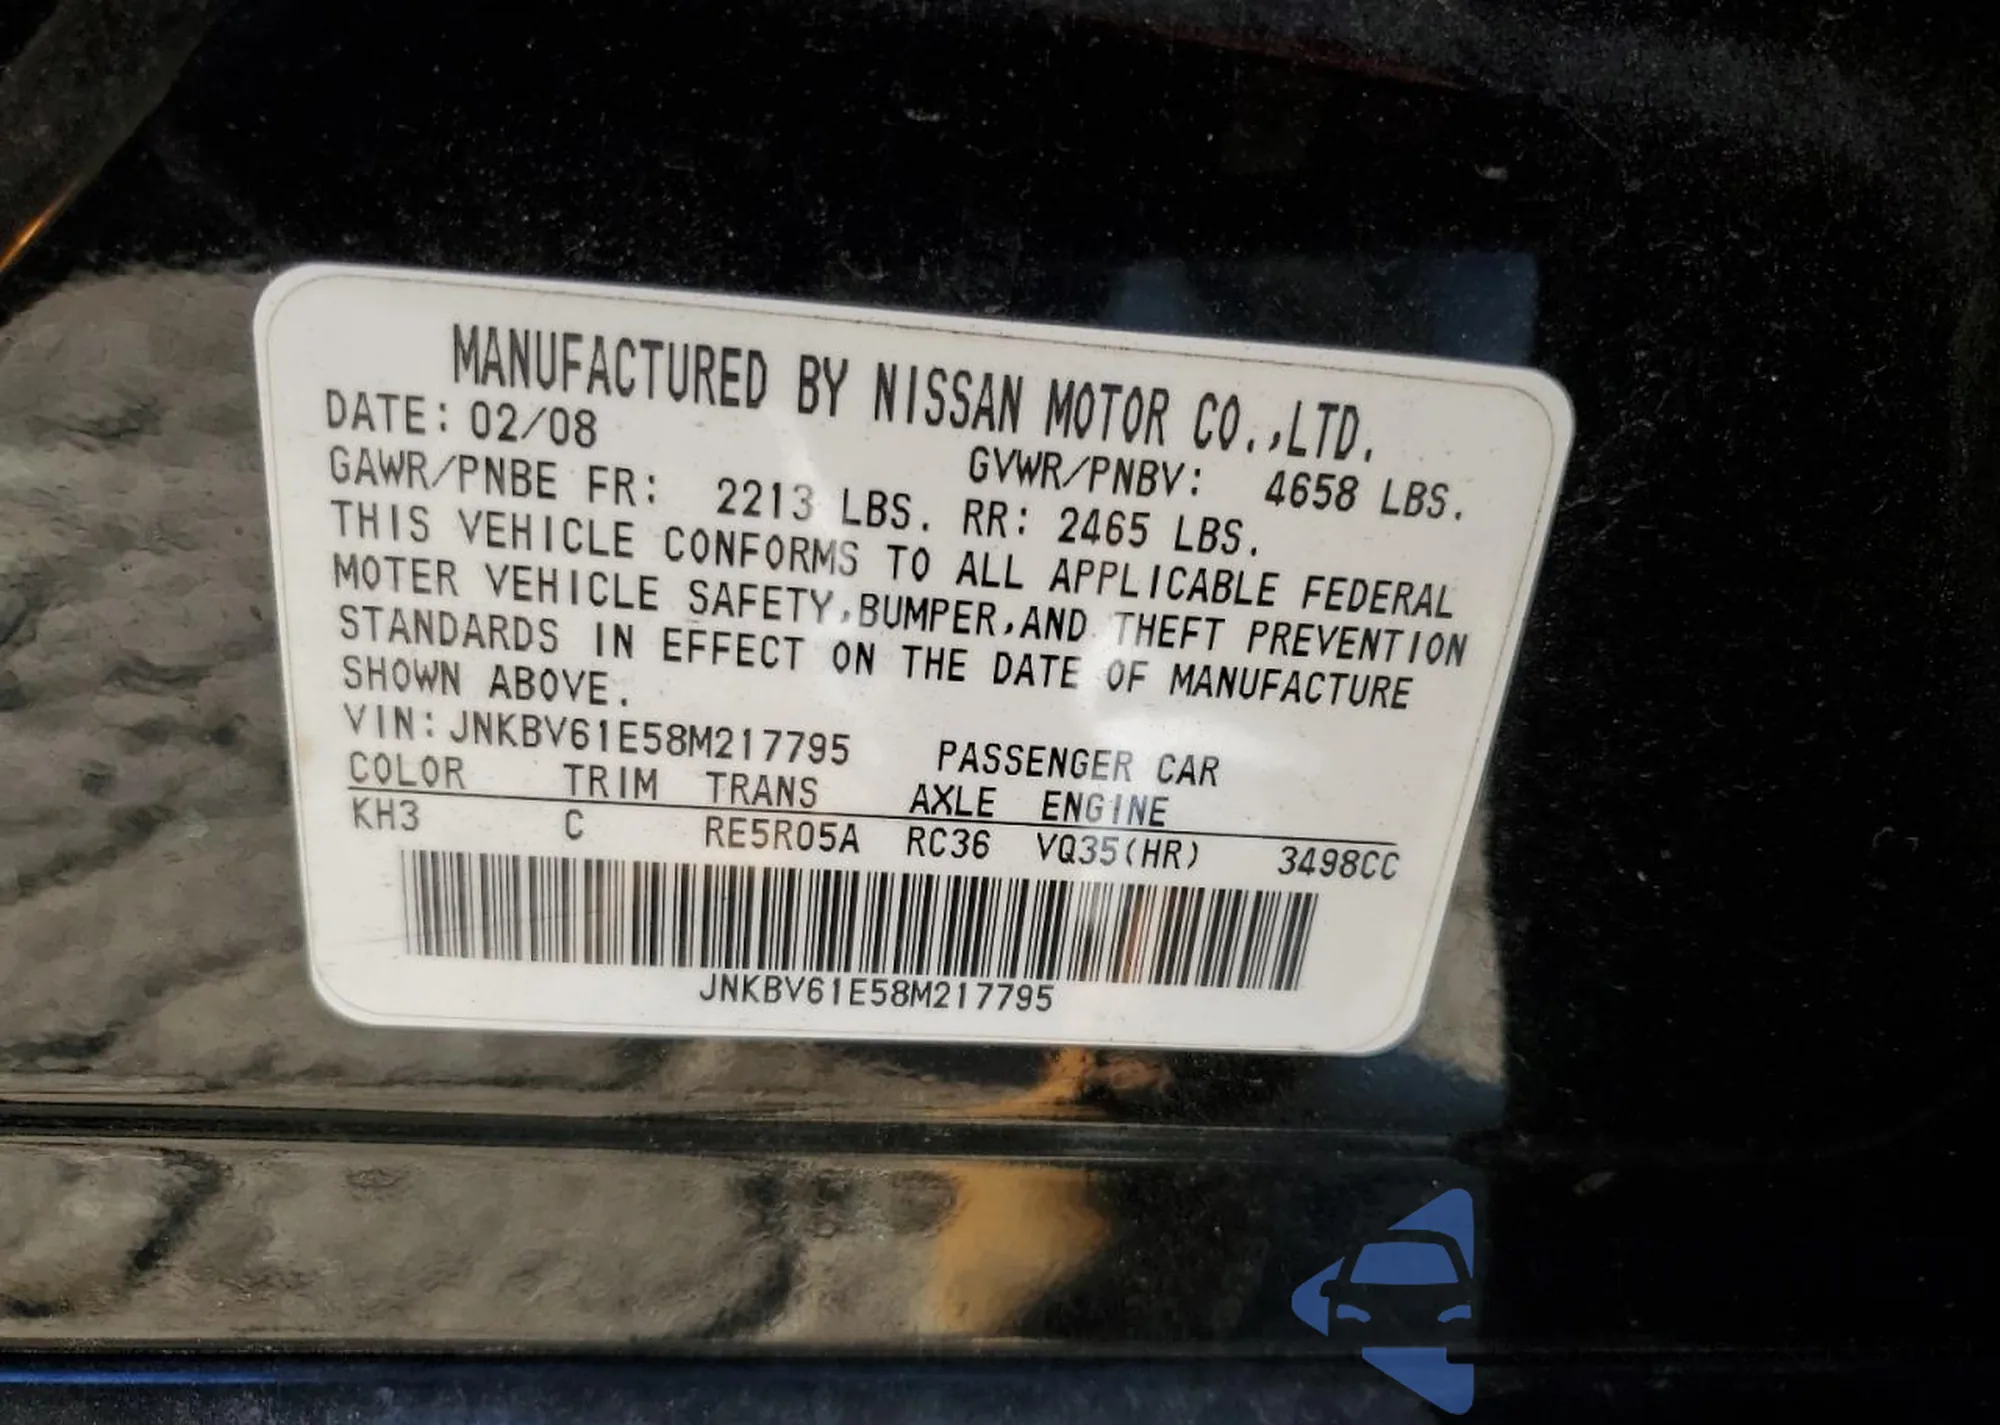 MANUFACTURED BY NISSAN MOTOR CO.,LTD.
DATE: 02/08 GVWR/PNBV: 4658 LBS.
GAWR/PNBE FR: 2213 LBS. RR: 2465 LBS.
THIS VEHICLE CONFORMS TO ALL APPLICABLE FEDERAL
MOTER VEHICLE SAFETY,BUMPER,AND THEFT PREVENTION
STANDARDS IN EFFECT ON THE DATE OF MANUFACTURE
SHOWN ABOVE.
VIN: JNKBV61E58M217795 PASSENGER CAR
COLOR TRIM TRANS AXLE ENGINE
KH3 C RE5R05A RC36 VQ35(HR) 3498CC
JNKBV61E58M217795